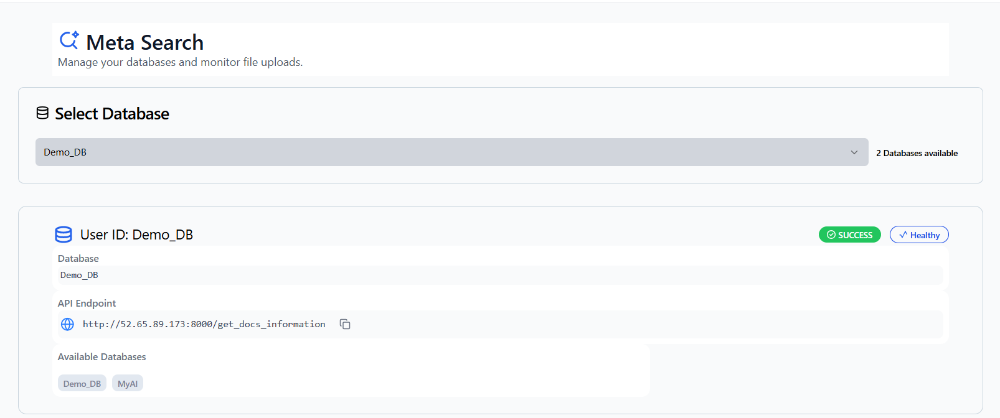 Meta Search
Manage your databases and monitor file uploads.
Select Database
Demo_DB
2 Databases available
User ID: Demo_DB
SUCCESS
Healthy
Database
Demo_DB
API Endpoint
http://52.65.89.173:8000/get_docs_information
Available Databases
Demo_DB MyAI